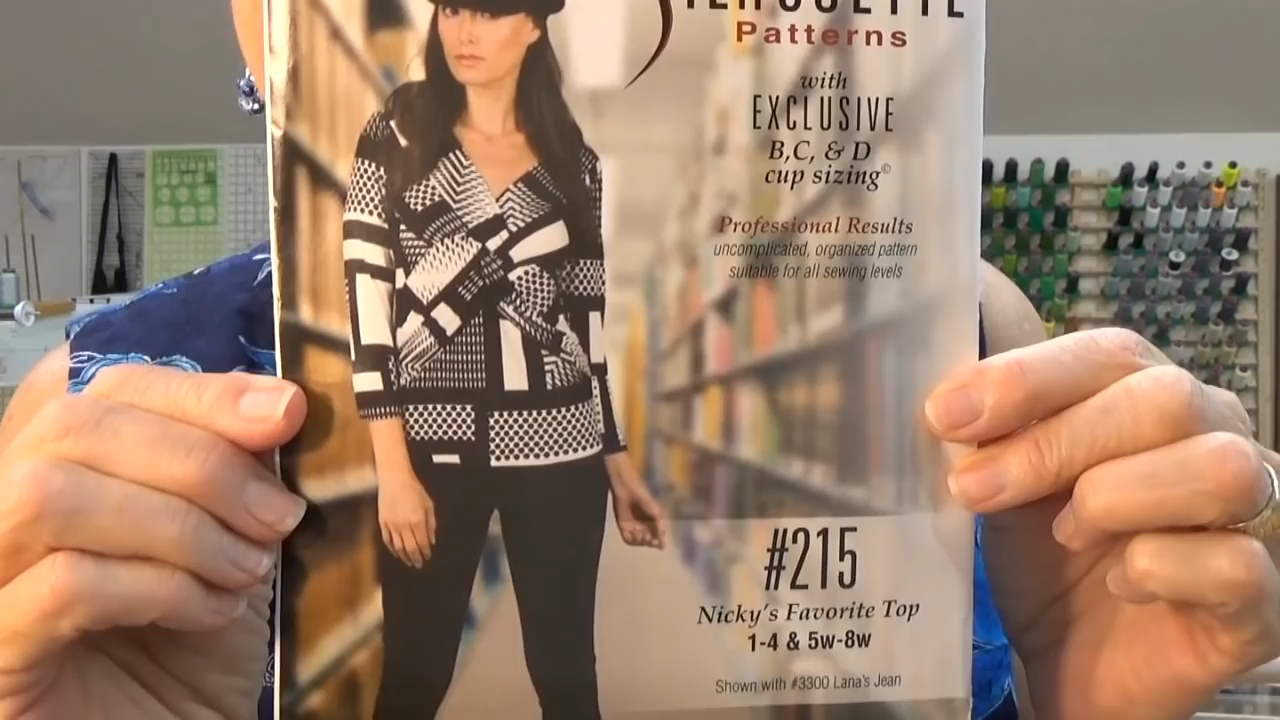 SILHOUETTE
Patterns
with
EXCLUSIVE
B,C, & D
cup sizing©
Professional Results
uncomplicated, organized pattern
suitable for all sewing levels
#215
Nicky's Favorite Top
1-4 & 5w-8w
Shown with #3300 Lana's Jean